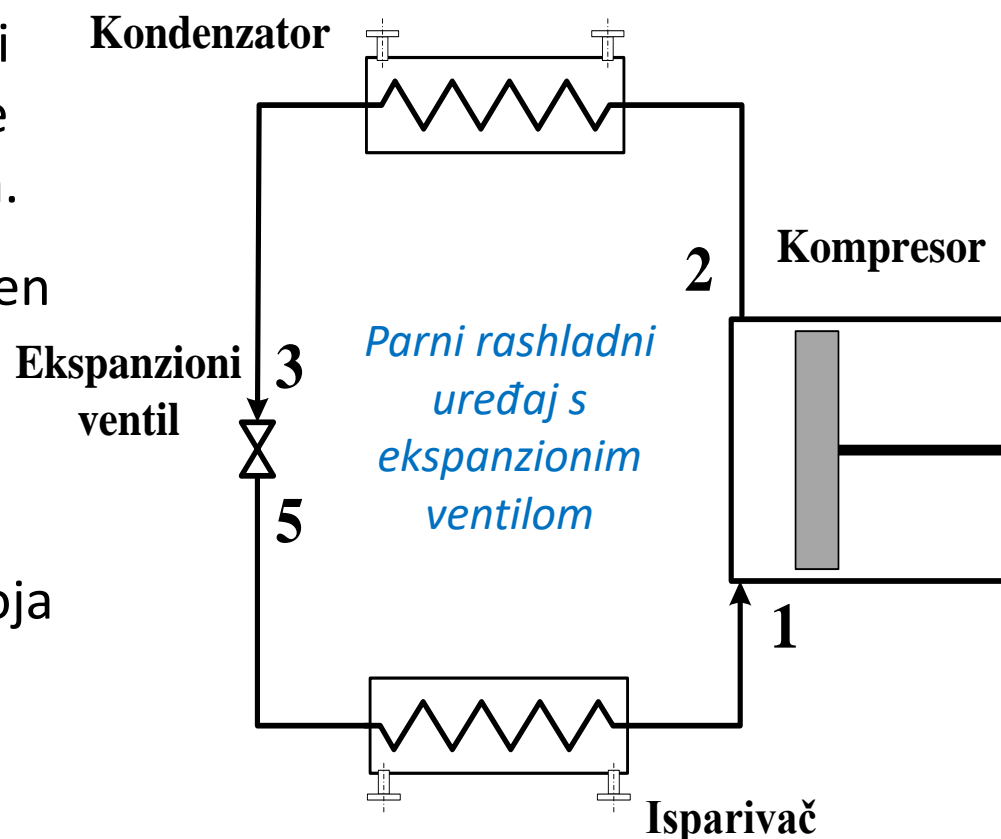 Kondenzator
Kompresor
2
Ekspanzioni
ventil
3
Parni rashladni
uređaj s
ekspanzionim
ventilom
5
1
Isparivač